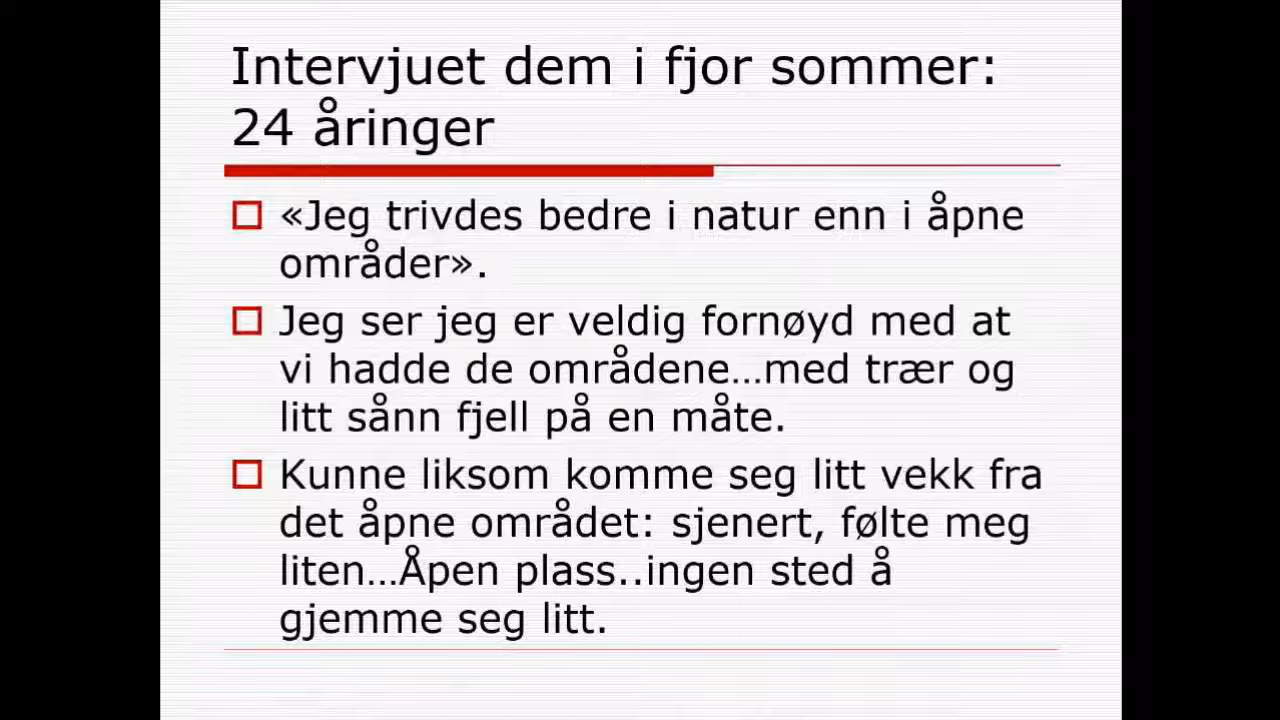 Intervjuet dem i fjor sommer:
24 åringer
«Jeg trivdes bedre i natur enn i åpne
områder».
Jeg ser jeg er veldig fornøyd med at
vi hadde de områdene…med trær og
litt sånn fjell på en måte.
Kunne liksom komme seg litt vekk fra
det åpne området: sjenert, følte meg
liten…Åpen plass..ingen sted å
gjemme seg litt.